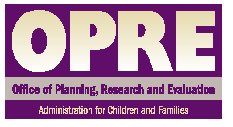 OPRE
Office of Planning, Research and Evaluation
Administration for Children and Families